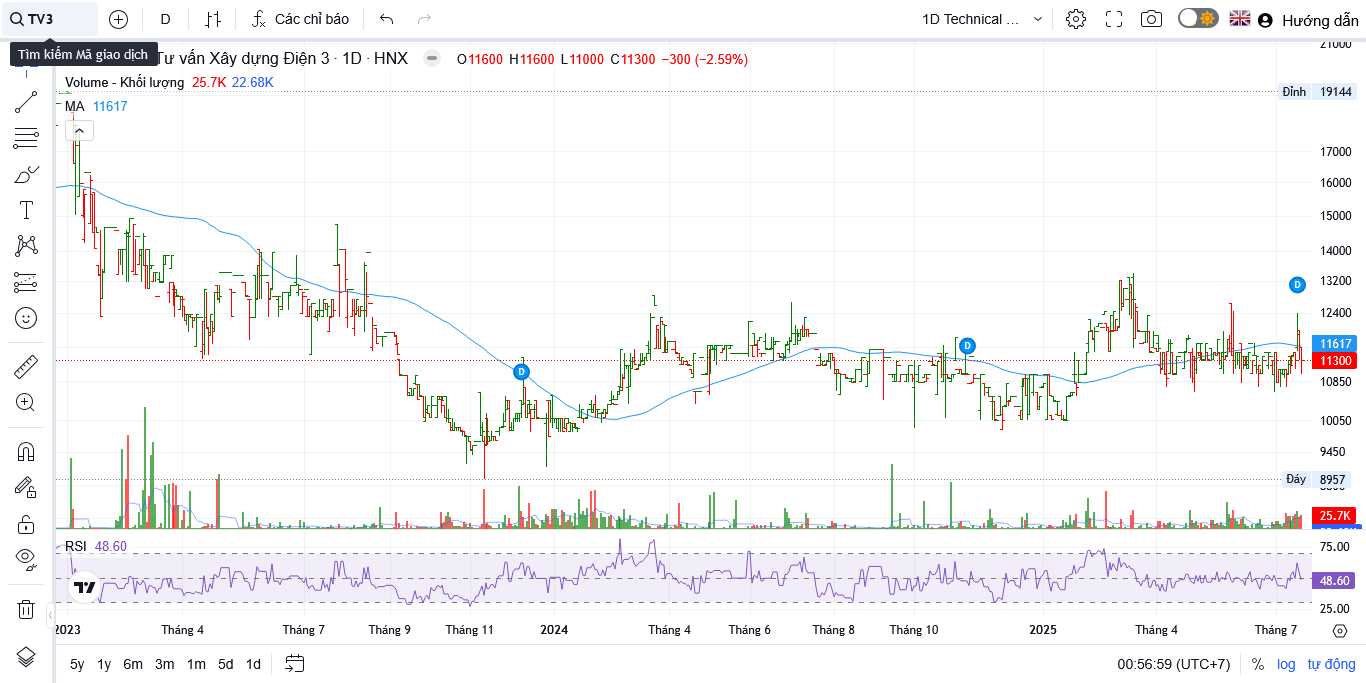 TV3
D
Các chỉ báo
1D Technical ...
Hướng dẫn
Tìm kiếm Mã giao dịch
Tư vấn Xây dựng Điện 3 · 1D · HNX
O11600 H11600 L11000 C11300 −300 (−2.59%)
Volume - Khối lượng 25.7K 22.68K
MA 11617
21000
Đỉnh 19144
17000
16000
15000
14000
13200
12400
11617
11300
10850
10050
9450
Đáy 8957
25.7K
D
D
D
RSI 48.60
75.00
48.60
25.00
2023 Tháng 4 Tháng 7 Tháng 9 Tháng 11 2024 Tháng 4 Tháng 6 Tháng 8 Tháng 10 2025 Tháng 4 Tháng 7
5y 1y 6m 3m 1m 5d 1d
00:56:59 (UTC+7) % log tự động